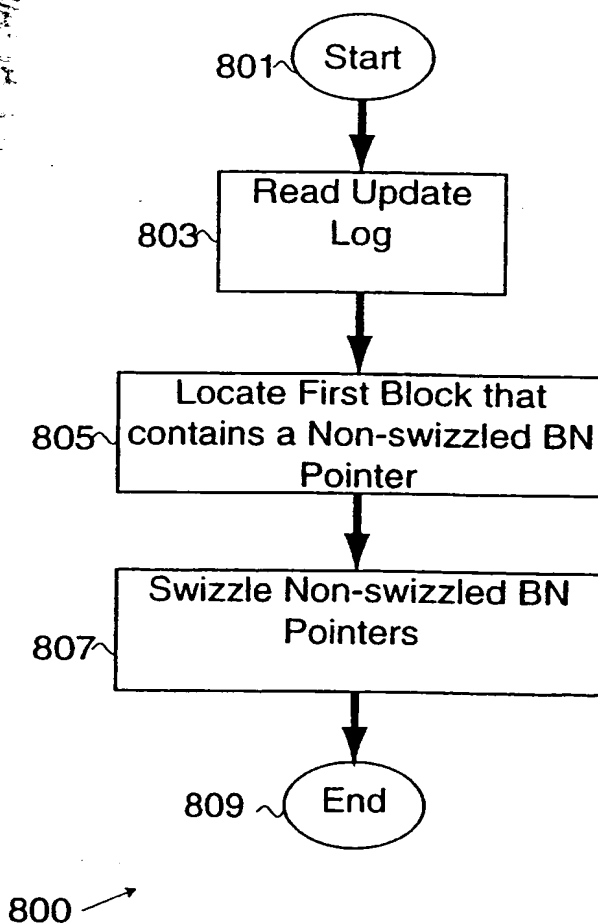 801
Start
Read Update
Log
803
Locate First Block that
805
contains a Non-swizzled BN
Pointer
Swizzle Non-swizzled BN
Pointers
807
809
End
800